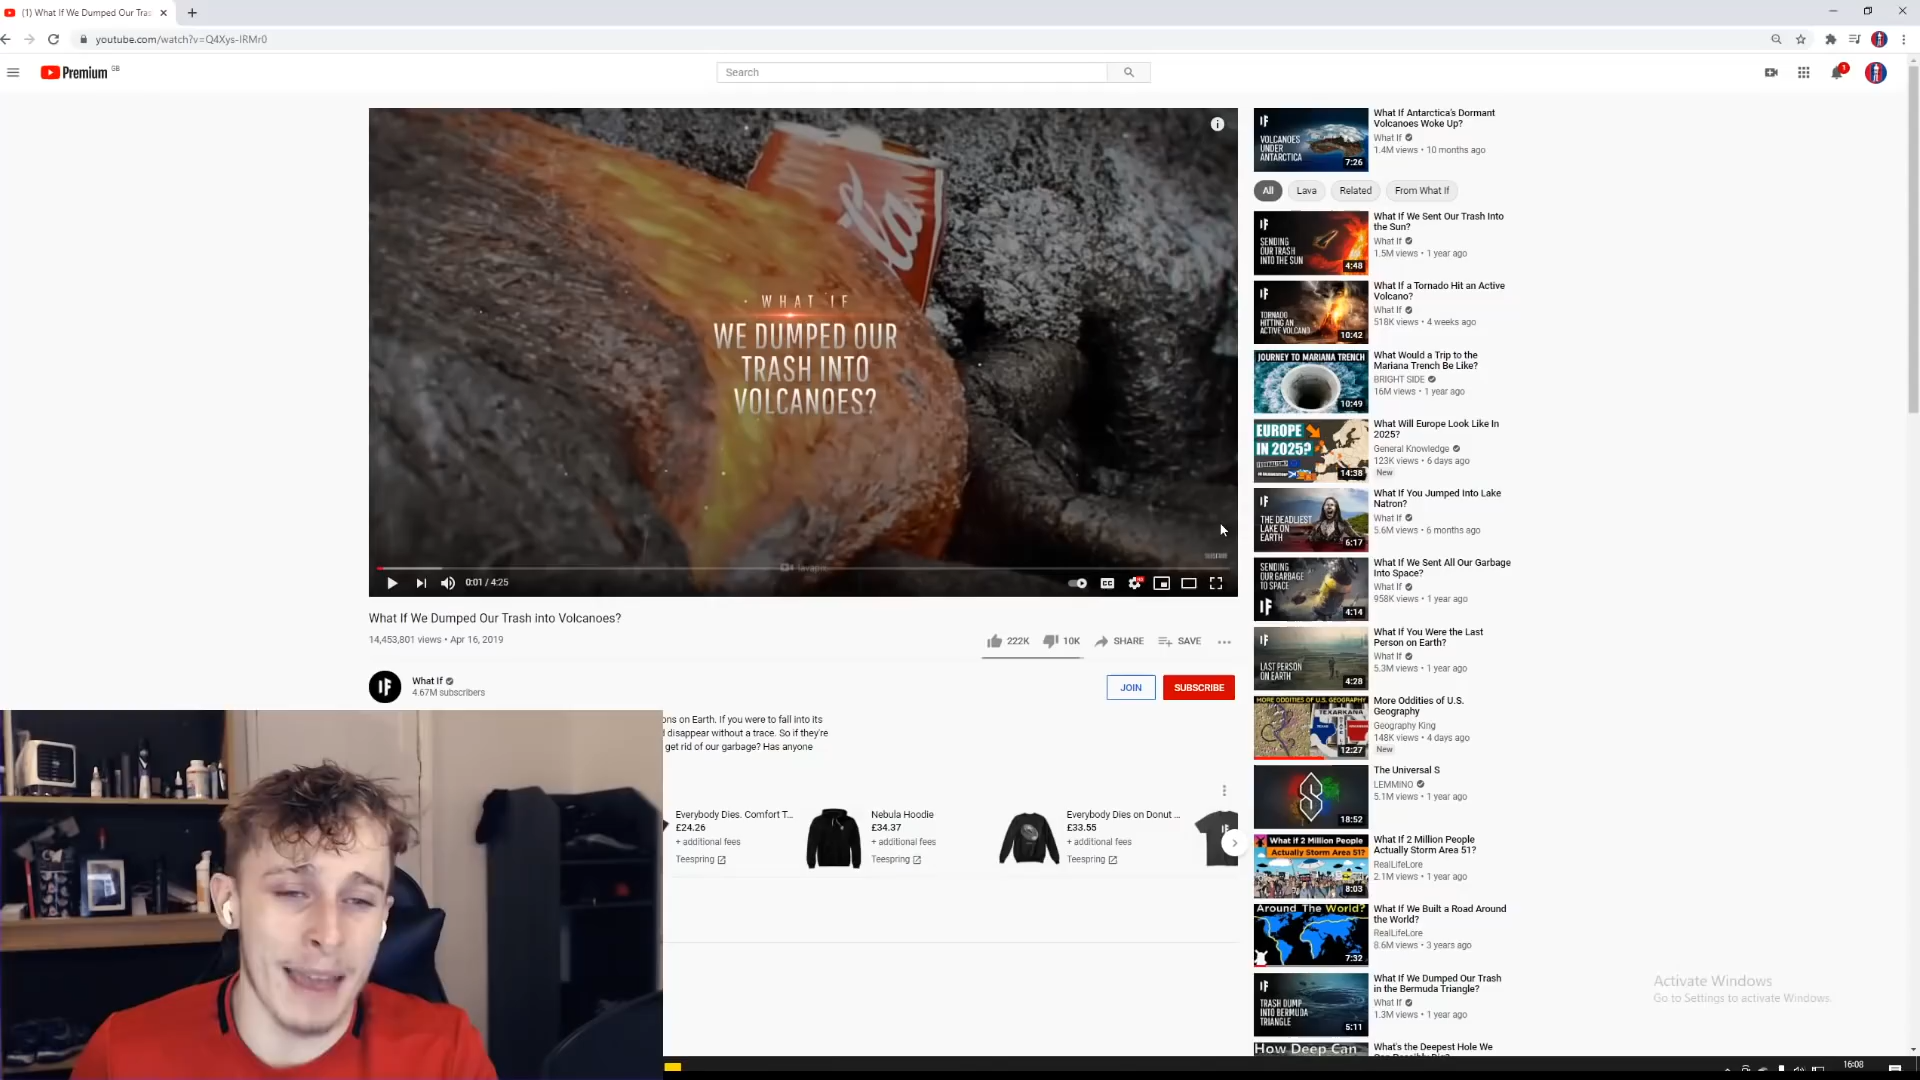 (1) What If We Dumped Our Tras
youtube.com/watch?v=Q4Xys-IRMr0
Premium GB
Search
1
WHAT IF
WE DUMPED OUR
TRASH INTO
VOLCANOES?
0:01 / 4:25
CC
What If We Dumped Our Trash into Volcanoes?
14,453,801 views • Apr 16, 2019
222K
10K
SHARE
SAVE
IF
What If
4.67M subscribers
JOIN
SUBSCRIBE
ns on Earth. If you were to fall into its
disappear without a trace. So if they're
get rid of our garbage? Has anyone
Everybody Dies. Comfort T...
£24.26
+ additional fees
Teespring
Nebula Hoodie
£34.37
+ additional fees
Teespring
Everybody Dies on Donut ...
£33.55
+ additional fees
Teespring
IF
VOLCANOES
UNDER
ANTARCTICA
7:26
What If Antarctica's Dormant
Volcanoes Woke Up?
What If
1.4M views • 10 months ago
All
Lava
Related
From What If
IF
SENDING
OUR TRASH
INTO THE SUN
4:48
What If We Sent Our Trash Into
the Sun?
What If
1.5M views • 1 year ago
IF
TORNADO
HITTING AN
ACTIVE VOLCANO
10:42
What If a Tornado Hit an Active
Volcano?
What If
518K views • 4 weeks ago
JOURNEY TO MARIANA TRENCH
10:49
What Would a Trip to the
Mariana Trench Be Like?
BRIGHT SIDE
16M views • 1 year ago
EUROPE
IN 2025?
14:38
What Will Europe Look Like In
2025?
General Knowledge
123K views • 6 days ago
New
IF
THE DEADLIEST
LAKE ON
EARTH
6:17
What If You Jumped Into Lake
Natron?
What If
5.6M views • 6 months ago
SENDING
OUR GARBAGE
TO SPACE
IF
4:14
What If We Sent All Our Garbage
Into Space?
What If
958K views • 1 year ago
IF
LAST PERSON
ON EARTH
4:28
What If You Were the Last
Person on Earth?
What If
5.3M views • 1 year ago
MORE ODDITIES OF U.S. GEOGRAPHY
TEXARKANA
12:27
More Oddities of U.S.
Geography
Geography King
148K views • 4 days ago
New
18:52
The Universal S
LEMMINO
5.1M views • 1 year ago
What if 2 Million People
Actually Storm Area 51?
8:03
What If 2 Million People
Actually Storm Area 51?
RealLifeLore
2.1M views • 1 year ago
Around The World?
7:32
What If We Built a Road Around
the World?
RealLifeLore
8.6M views • 3 years ago
IF
TRASH DUMP
INTO BERMUDA
TRIANGLE
5:11
What If We Dumped Our Trash
in the Bermuda Triangle?
What If
1.3M views • 1 year ago
How Deep Can
What's the Deepest Hole We
Activate Windows
Go to Settings to activate Windows.
16:08